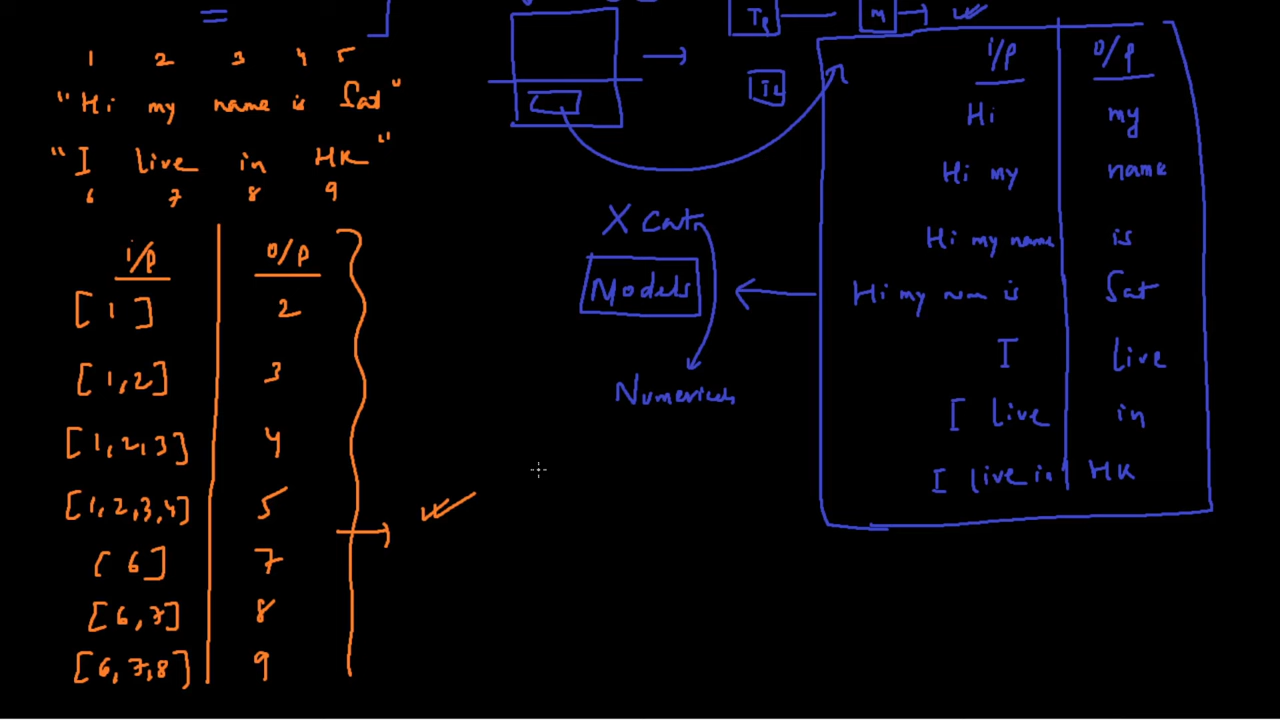 =
1 2 3 4 5
"Hi my name is Sat"
"I live in HK"
6 7 8 9
i/p o/p
[1] 2
[1,2] 3
[1,2,3] 4
[1,2,3,4] 5
[6] 7
[6,7] 8
[6,7,8] 9
M
X
Models
i/p o/p
Hi my
Hi my name
Hi my name is
Hi my nam is Sat
I live
I live in
I live in HK